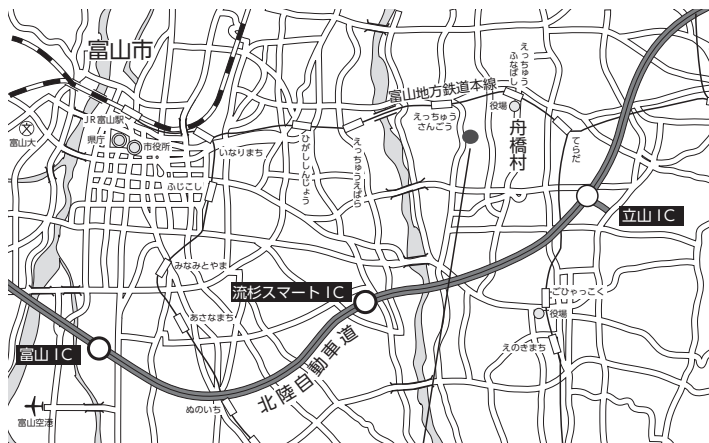 富山市
JR富山駅
県庁
市役所
富山大
いなりまち
ふじこし
ひがししんじょう
えっちゅうえばら
富山地方鉄道本線
えっちゅう
さんごう
えっちゅう
ふなばし
役場
舟橋村
てらだ
立山IC
みなみとやま
流杉スマートIC
あさなまち
ごひゃっこく
役場
えのきまち
富山IC
北陸自動車道
ぬのいち
富山空港